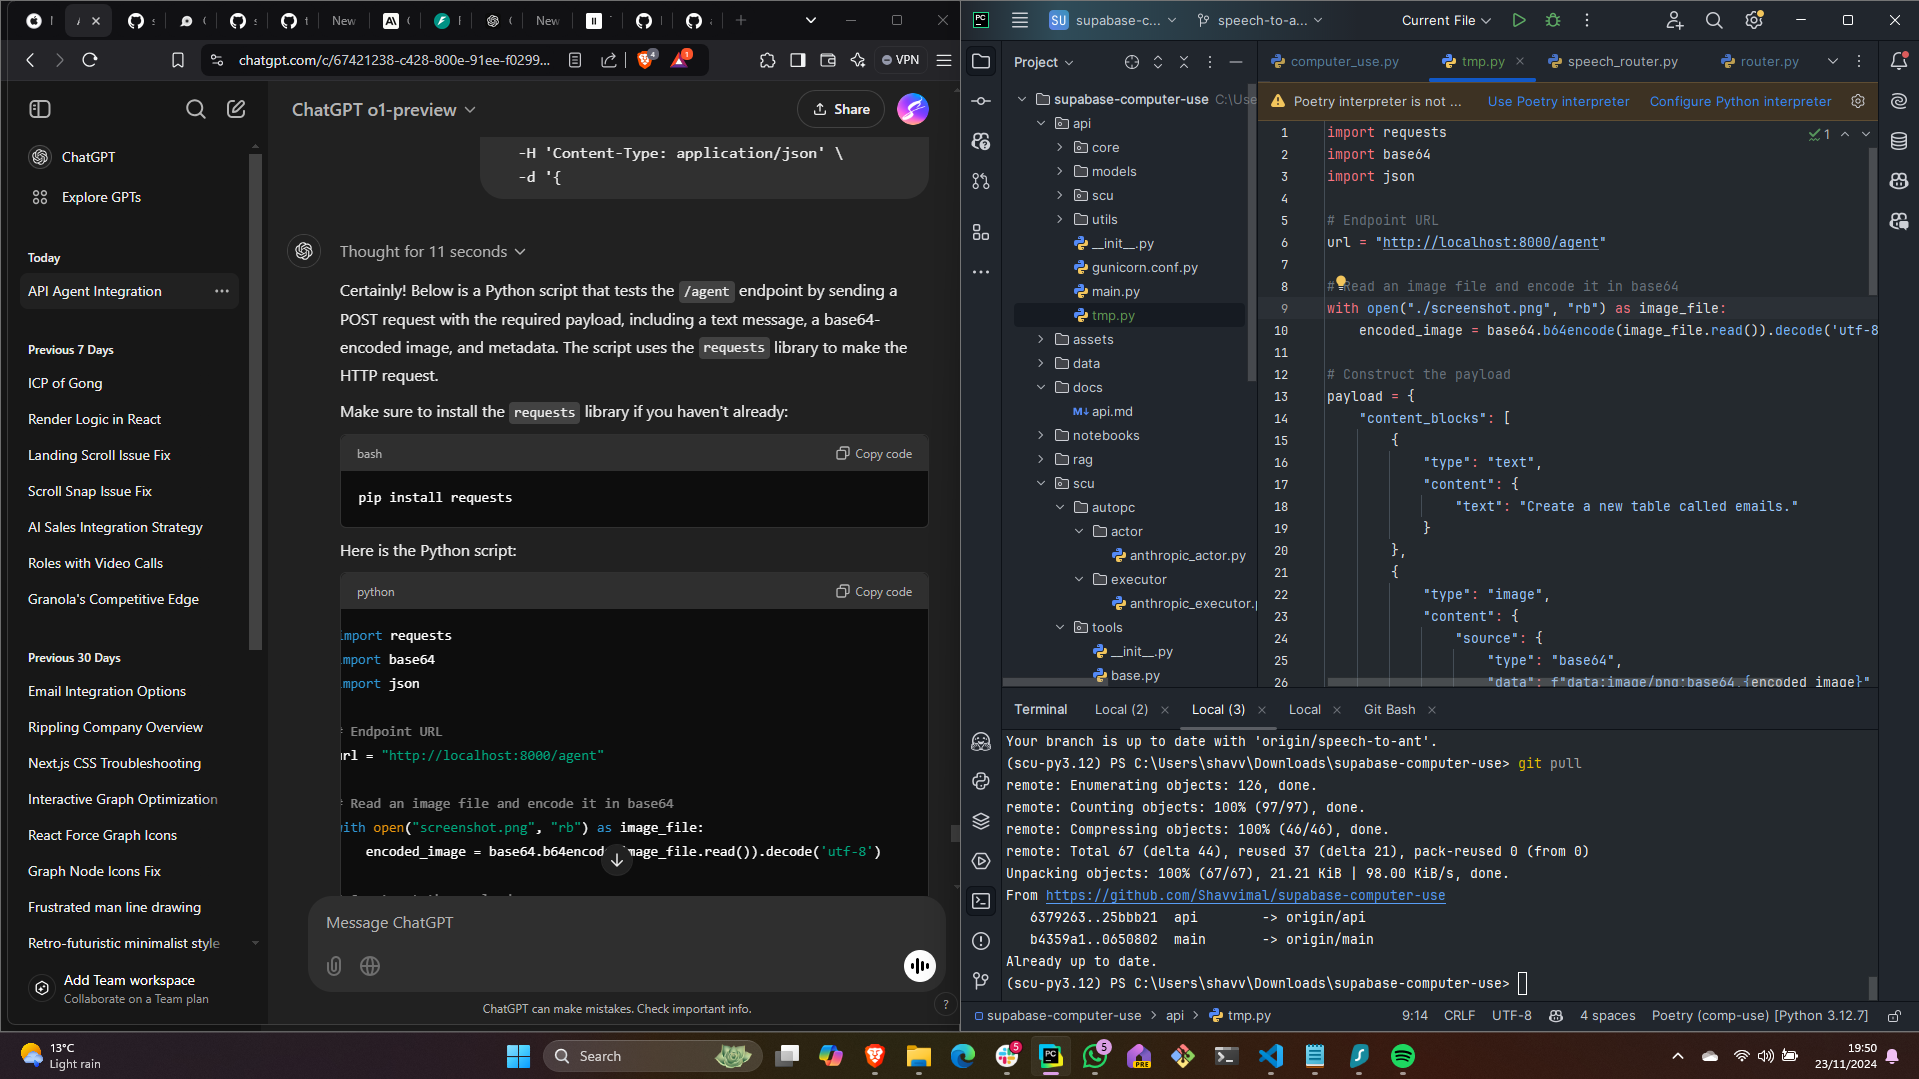 New
New
chatgpt.com/c/67421238-c428-800e-91ee-f0299...
4
1
VPN
ChatGPT o1-preview
Share
ChatGPT
Explore GPTs
Today
API Agent Integration
Previous 7 Days
ICP of Gong
Render Logic in React
Landing Scroll Issue Fix
Scroll Snap Issue Fix
AI Sales Integration Strategy
Roles with Video Calls
Granola's Competitive Edge
Previous 30 Days
Email Integration Options
Rippling Company Overview
Next.js CSS Troubleshooting
Interactive Graph Optimization
React Force Graph Icons
Graph Node Icons Fix
Frustrated man line drawing
Retro-futuristic minimalist style
Add Team workspace
Collaborate on a Team plan
-H 'Content-Type: application/json' \
-d '{
Thought for 11 seconds
Certainly! Below is a Python script that tests the /agent endpoint by sending a
POST request with the required payload, including a text message, a base64-
encoded image, and metadata. The script uses the requests library to make the
HTTP request.
Make sure to install the requests library if you haven't already:
bash
Copy code
pip install requests
Here is the Python script:
python
Copy code
import requests
import base64
import json
# Endpoint URL
url = "http://localhost:8000/agent"
# Read an image file and encode it in base64
with open("screenshot.png", "rb") as image_file:
encoded_image = base64.b64encode(image_file.read()).decode('utf-8')
Message ChatGPT
ChatGPT can make mistakes. Check important info.
?
PC
SU
supabase-c...
speech-to-a...
Current File
Project
supabase-computer-use C:\Use
api
core
models
scu
utils
__init__.py
gunicorn.conf.py
main.py
tmp.py
assets
data
docs
M↓ api.md
notebooks
rag
scu
autopc
actor
anthropic_actor.py
executor
anthropic_executor.p
tools
__init__.py
base.py
computer_use.py
tmp.py
speech_router.py
router.py
Poetry interpreter is not ...
Use Poetry interpreter
Configure Python interpreter
1
1 import requests
2 import base64
3 import json
4
5 # Endpoint URL
6 url = "http://localhost:8000/agent"
7
8 # Read an image file and encode it in base64
9 with open("./screenshot.png", "rb") as image_file:
10 encoded_image = base64.b64encode(image_file.read()).decode('utf-8
11
12 # Construct the payload
13 payload = {
14 "content_blocks": [
15 {
16 "type": "text",
17 "content": {
18 "text": "Create a new table called emails."
19 }
20 },
21 {
22 "type": "image",
23 "content": {
24 "source": {
25 "type": "base64",
26 "data": f"data:image/png;base64,{encoded_image}"
Terminal
Local (2)
Local (3)
Local
Git Bash
Your branch is up to date with 'origin/speech-to-ant'.
(scu-py3.12) PS C:\Users\shavv\Downloads\supabase-computer-use> git pull
remote: Enumerating objects: 126, done.
remote: Counting objects: 100% (97/97), done.
remote: Compressing objects: 100% (46/46), done.
remote: Total 67 (delta 44), reused 37 (delta 21), pack-reused 0 (from 0)
Unpacking objects: 100% (67/67), 21.21 KiB | 98.00 KiB/s, done.
From https://github.com/Shavvimal/supabase-computer-use
6379263..25bbb21 api -> origin/api
b4359a1..0650802 main -> origin/main
Already up to date.
(scu-py3.12) PS C:\Users\shavv\Downloads\supabase-computer-use>
supabase-computer-use > api > tmp.py
9:14
CRLF
UTF-8
4 spaces
Poetry (comp-use) [Python 3.12.7]
13°C
Light rain
Search
5
PC
5
PRE
19:50
23/11/2024